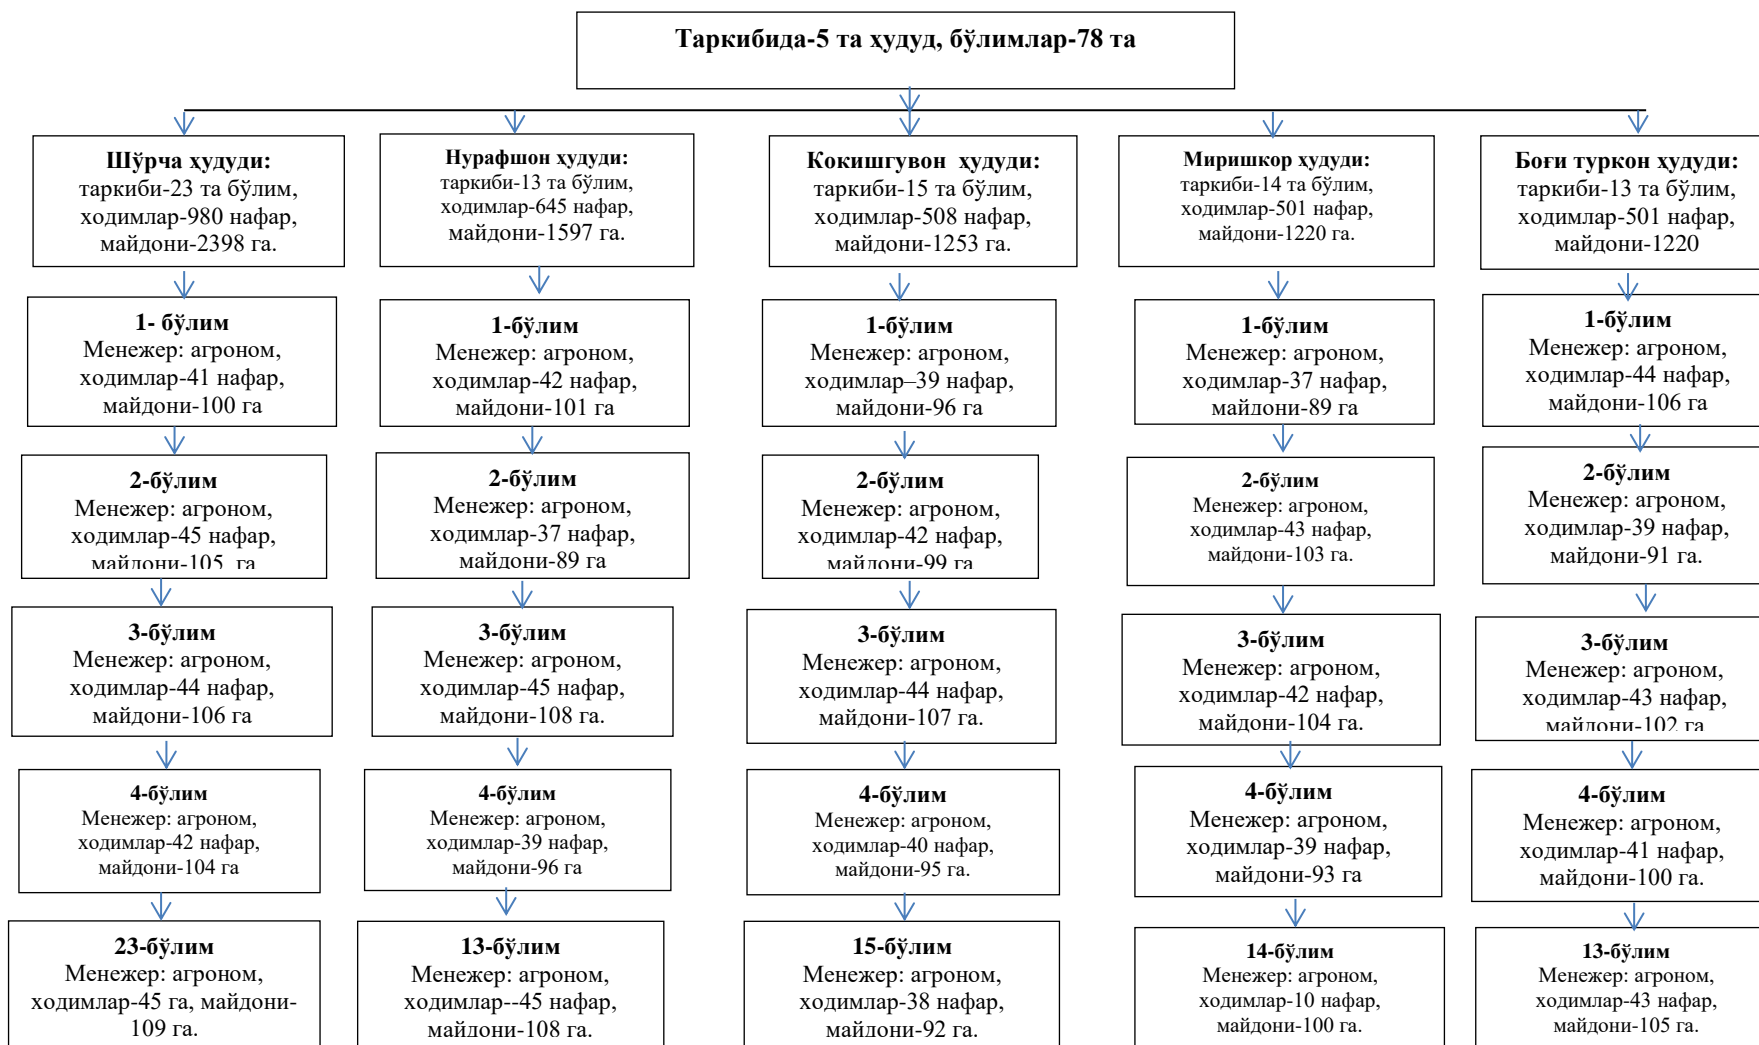 Таркибида-5 та ҳудуд, бўлимлар-78 та
Шўрча ҳудуди:
таркиби-23 та бўлим,
ходимлар-980 нафар,
майдони-2398 га.
Нурафшон ҳудуди:
таркиби-13 та бўлим,
ходимлар-645 нафар,
майдони-1597 га.
Кокишгувон ҳудуди:
таркиби-15 та бўлим,
ходимлар-508 нафар,
майдони-1253 га.
Миришкор ҳудуди:
таркиби-14 та бўлим,
ходимлар-501 нафар,
майдони-1220 га.
Боғи туркон ҳудуди:
таркиби-13 та бўлим,
ходимлар-501 нафар,
майдони-1220
1- бўлим
Менежер: агроном,
ходимлар-41 нафар,
майдони-100 га
1-бўлим
Менежер: агроном,
ходимлар-42 нафар,
майдони-101 га
1-бўлим
Менежер: агроном,
ходимлар–39 нафар,
майдони-96 га
1-бўлим
Менежер: агроном,
ходимлар-37 нафар,
майдони-89 га
1-бўлим
Менежер: агроном,
ходимлар-44 нафар,
майдони-106 га
2-бўлим
Менежер: агроном,
ходимлар-45 нафар,
майдони-105 га
2-бўлим
Менежер: агроном,
ходимлар-37 нафар,
майдони-89 га
2-бўлим
Менежер: агроном,
ходимлар-42 нафар,
майдони-99 га
2-бўлим
Менежер: агроном,
ходимлар-43 нафар,
майдони-103 га.
2-бўлим
Менежер: агроном,
ходимлар-39 нафар,
майдони-91 га.
3-бўлим
Менежер: агроном,
ходимлар-44 нафар,
майдони-106 га
3-бўлим
Менежер: агроном,
ходимлар-45 нафар,
майдони-108 га.
3-бўлим
Менежер: агроном,
ходимлар-44 нафар,
майдони-107 га.
3-бўлим
Менежер: агроном,
ходимлар-42 нафар,
майдони-104 га.
3-бўлим
Менежер: агроном,
ходимлар-43 нафар,
майдони-102 га
4-бўлим
Менежер: агроном,
ходимлар-42 нафар,
майдони-104 га
4-бўлим
Менежер: агроном,
ходимлар-39 нафар,
майдони-96 га
4-бўлим
Менежер: агроном,
ходимлар-40 нафар,
майдони-95 га.
4-бўлим
Менежер: агроном,
ходимлар-39 нафар,
майдони-93 га
4-бўлим
Менежер: агроном,
ходимлар-41 нафар,
майдони-100 га.
23-бўлим
Менежер: агроном,
ходимлар-45 га, майдони-
109 га.
13-бўлим
Менежер: агроном,
ходимлар--45 нафар,
майдони-108 га.
15-бўлим
Менежер: агроном,
ходимлар-38 нафар,
майдони-92 га.
14-бўлим
Менежер: агроном,
ходимлар-10 нафар,
майдони-100 га.
13-бўлим
Менежер: агроном,
ходимлар-43 нафар,
майдони-105 га.